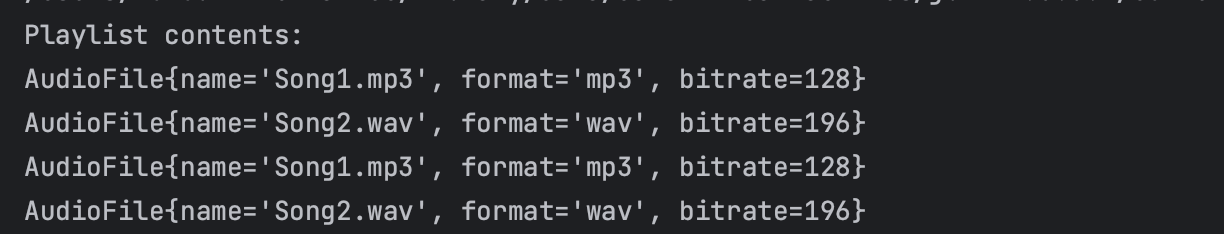 Playlist contents:
AudioFile{name='Song1.mp3', format='mp3', bitrate=128}
AudioFile{name='Song2.wav', format='wav', bitrate=196}
AudioFile{name='Song1.mp3', format='mp3', bitrate=128}
AudioFile{name='Song2.wav', format='wav', bitrate=196}